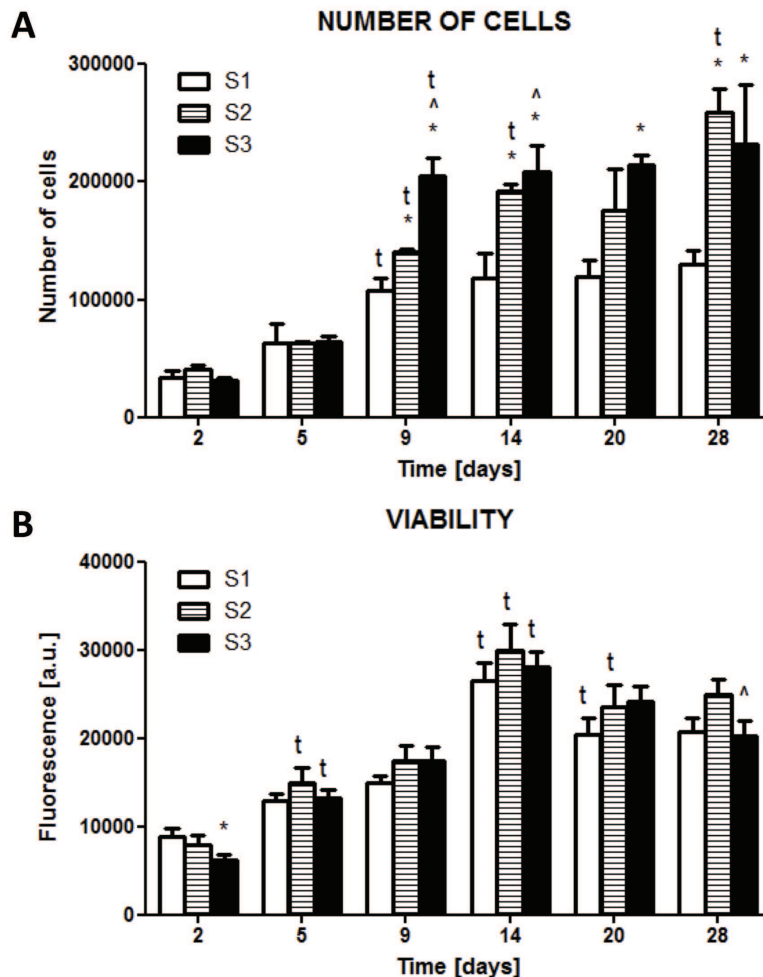 A
NUMBER OF CELLS
300000
200000
100000
0
Number of cells
S1
S2
S3
t
t
*
t
^
*
t
*
^
*
*
t
*
*
2 5 9 14 20 28
Time [days]
B
VIABILITY
40000
30000
20000
10000
0
Fluorescence [a.u.]
S1
S2
S3
*
t
t
t
t
t
t
t
^
2 5 9 14 20 28
Time [days]